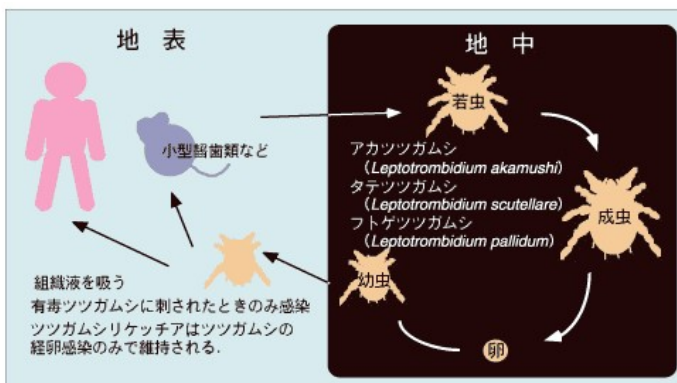 地 表
地 中
若虫
小型齧歯類など
アカツツガムシ
（Leptotrombidium akamushi）
タテツツガムシ
（Leptotrombidium scutellare）
フトゲツツガムシ
（Leptotrombidium pallidum）
成虫
幼虫
卵
組織液を吸う
有毒ツツガムシに刺されたときのみ感染
ツツガムシリケッチアはツツガムシの
経卵感染のみで維持される．